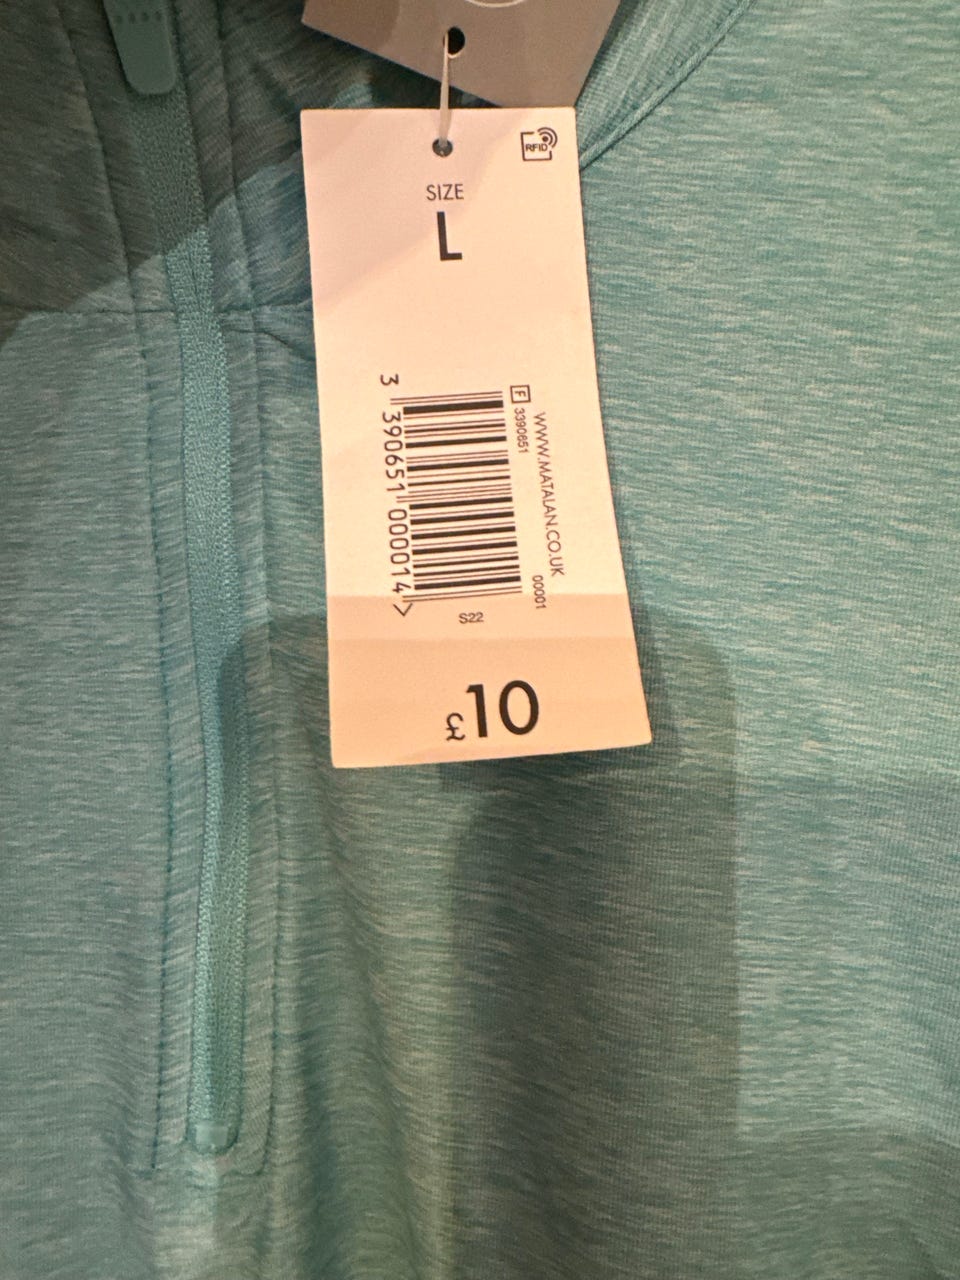 RFID
SIZE
L
3 390651 000014 >
F 3390651
WWW.MATALAN.CO.UK
00001
S22
£10